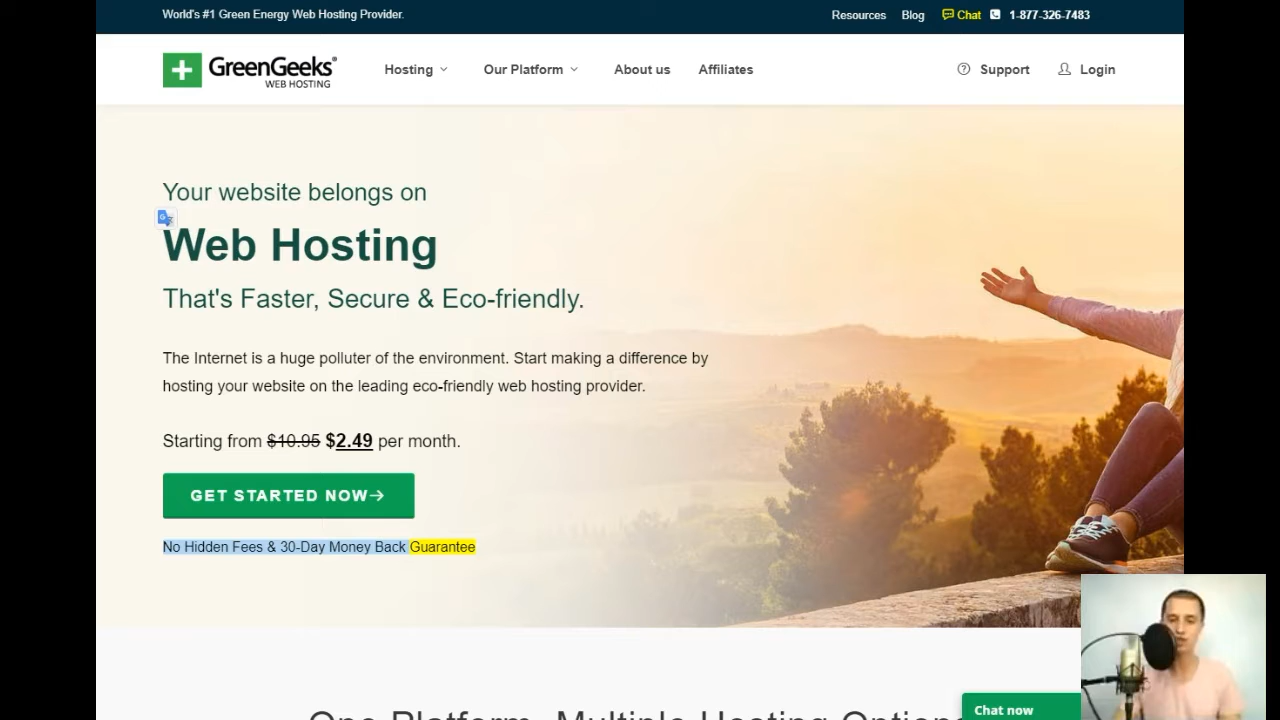 World's #1 Green Energy Web Hosting Provider.
Resources Blog Chat 1-877-326-7483
GreenGeeks®
WEB HOSTING
Hosting Our Platform About us Affiliates Support Login
Your website belongs on
Web Hosting
That's Faster, Secure & Eco-friendly.
The Internet is a huge polluter of the environment. Start making a difference by
hosting your website on the leading eco-friendly web hosting provider.
Starting from $10.95 $2.49 per month.
GET STARTED NOW→
No Hidden Fees & 30-Day Money Back Guarantee
One Platform, Multiple Hosting Options
Chat now